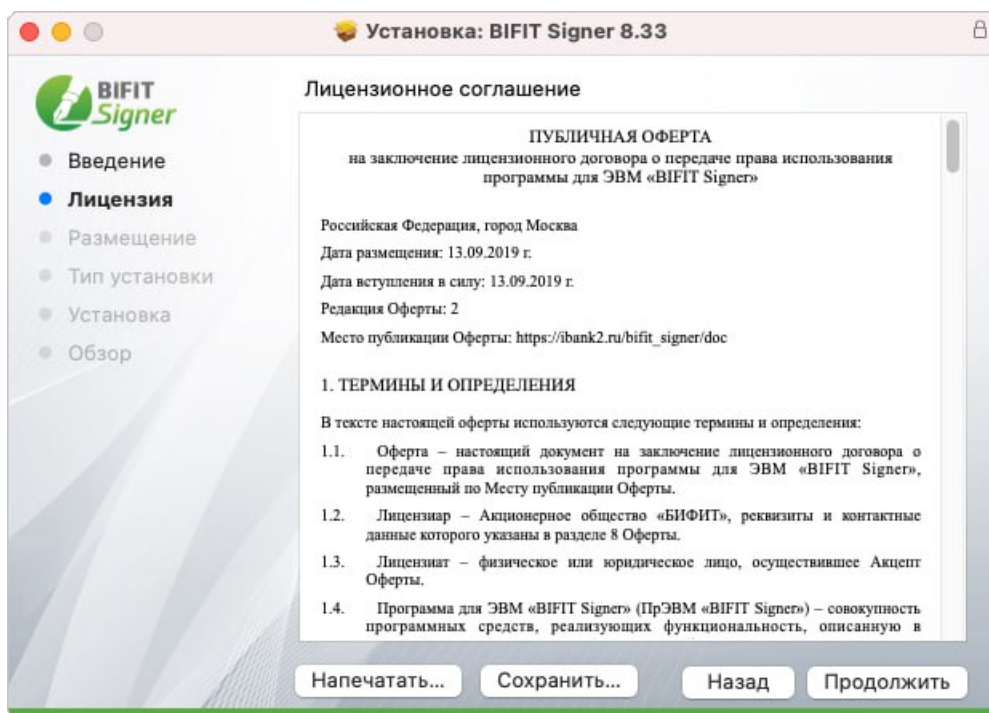 Установка: BIFIT Signer 8.33
BIFIT
Signer
Введение
Лицензия
Размещение
Тип установки
Установка
Обзор
Лицензионное соглашение
ПУБЛИЧНАЯ ОФЕРТА
на заключение лицензионного договора о передаче права использования
программы для ЭВМ «BIFIT Signer»
Российская Федерация, город Москва
Дата размещения: 13.09.2019 г.
Дата вступления в силу: 13.09.2019 г.
Редакция Оферты: 2
Место публикации Оферты: https://ibank2.ru/bifit_signer/doc
1. ТЕРМИНЫ И ОПРЕДЕЛЕНИЯ
В тексте настоящей оферты используются следующие термины и определения:
1.1. Оферта – настоящий документ на заключение лицензионного договора о
передаче права использования программы для ЭВМ «BIFIT Signer»,
размещенный по Месту публикации Оферты.
1.2. Лицензиар – Акционерное общество «БИФИТ», реквизиты и контактные
данные которого указаны в разделе 8 Оферты.
1.3. Лицензиат – физическое или юридическое лицо, осуществившее Акцепт
Оферты.
1.4. Программа для ЭВМ «BIFIT Signer» (ПрЭВМ «BIFIT Signer») – совокупность
программных средств, реализующих функциональность, описанную в
Напечатать...
Сохранить...
Назад
Продолжить